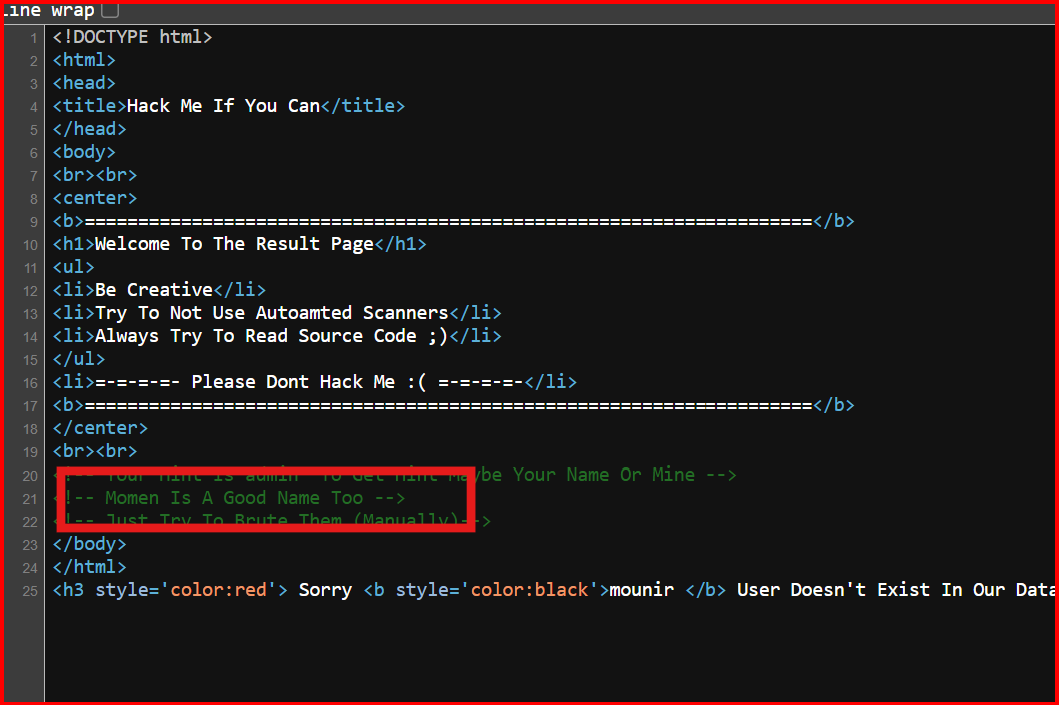 Line wrap
1 <!DOCTYPE html>
2 <html>
3 <head>
4 <title>Hack Me If You Can</title>
5 </head>
6 <body>
7 <br><br>
8 <center>
9 <b>====================================================================</b>
10 <h1>Welcome To The Result Page</h1>
11 <ul>
12 <li>Be Creative</li>
13 <li>Try To Not Use Autoamted Scanners</li>
14 <li>Always Try To Read Source Code ;)</li>
15 </ul>
16 <li>=-=-=-=- Please Dont Hack Me :( =-=-=-=-</li>
17 <b>====================================================================</b>
18 </center>
19 <br><br>
20 <!-- Your Hint is admin To Get Hint Maybe Your Name Or Mine -->
21 <!-- Momen Is A Good Name Too -->
22 <!-- Just Try To Brute Them (Manually)-->
23 </body>
24 </html>
25 <h3 style='color:red'> Sorry <b style='color:black'>mounir </b> User Doesn't Exist In Our Data